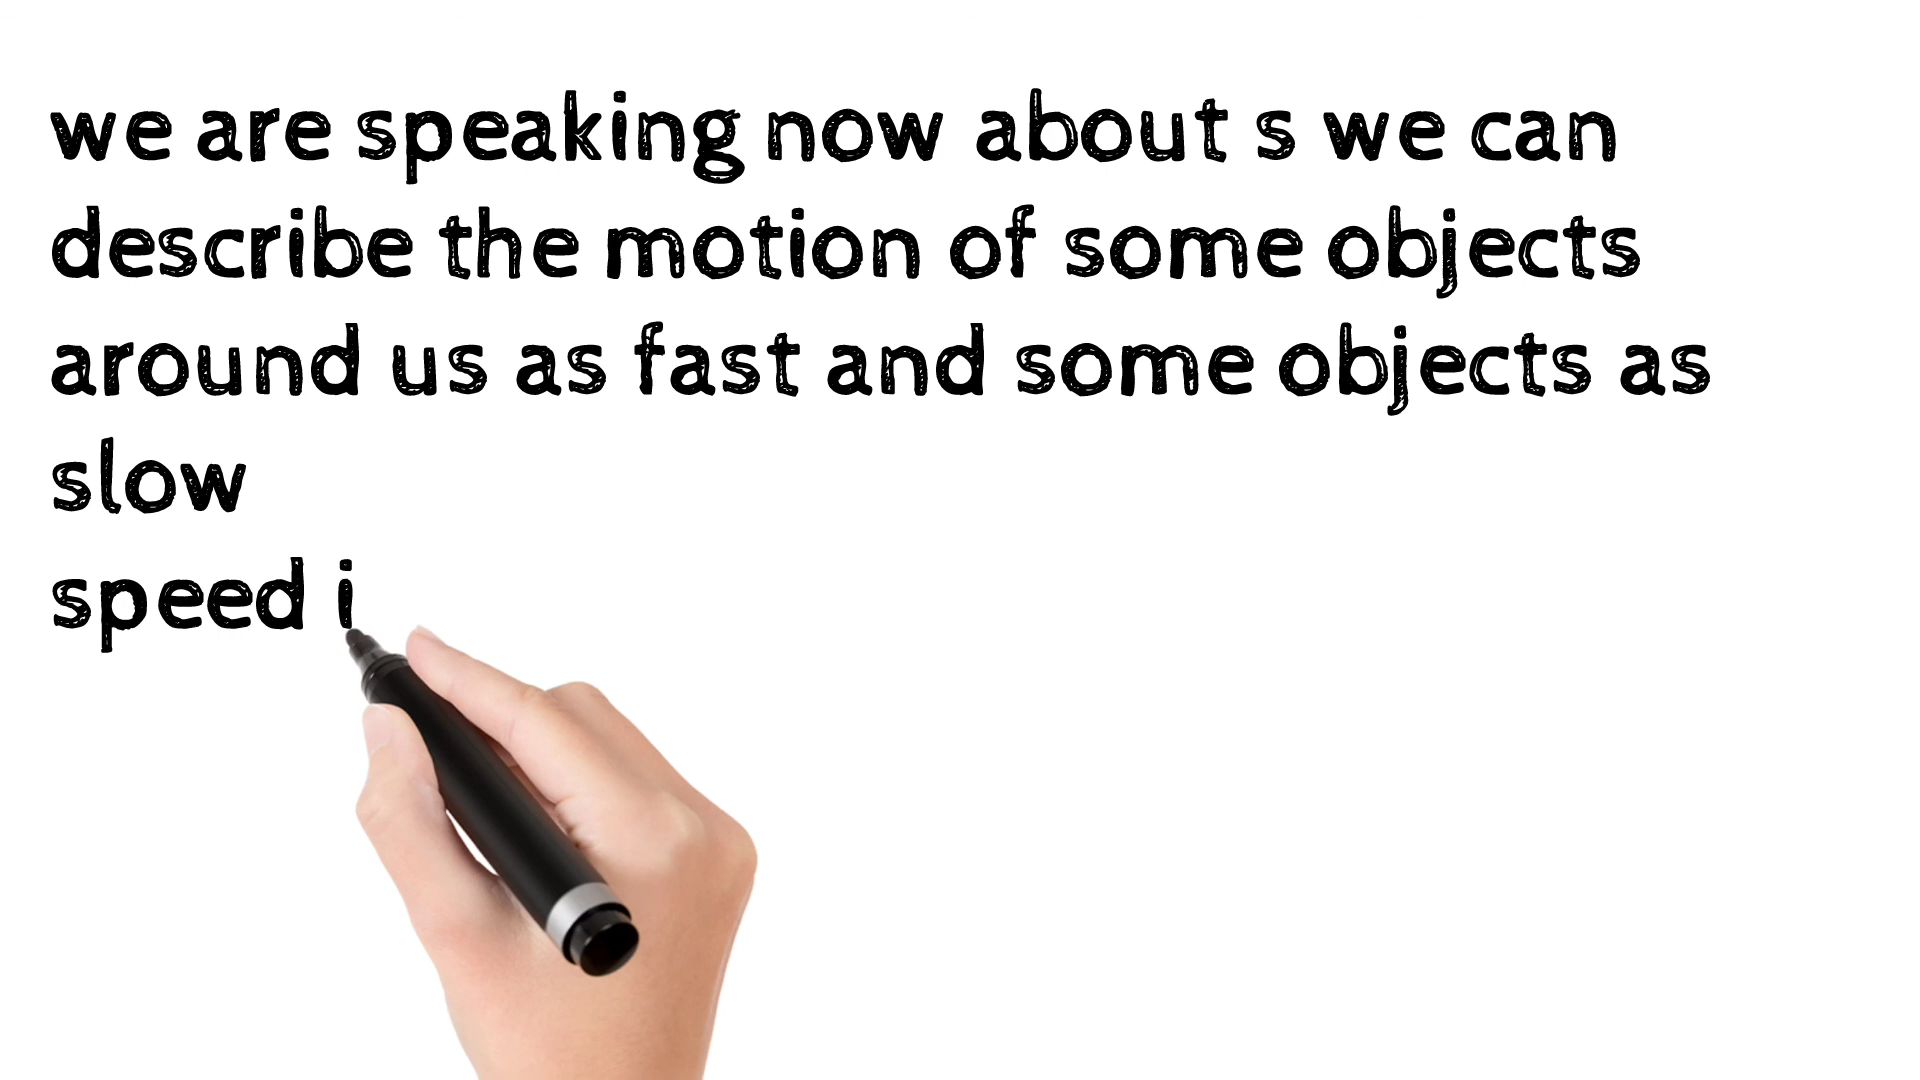 we are speaking now about s we can
describe the motion of some objects
around us as fast and some objects as
slow
speed i